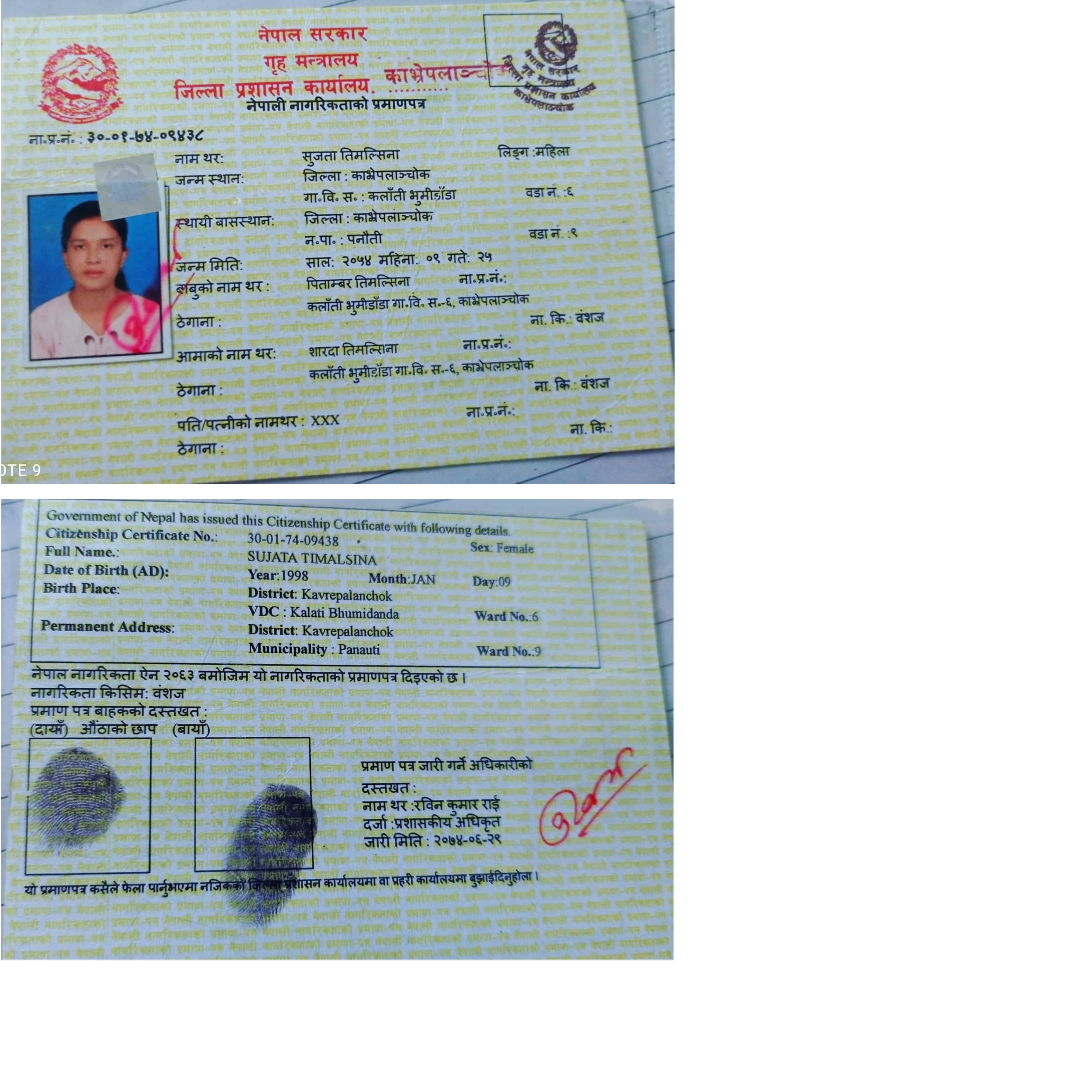 नेपाल सरकार
गृह मन्त्रालय
जिल्ला प्रशासन कार्यालय, काभ्रेपलाञ्चोक
नेपाली नागरिकताको प्रमाणपत्र
नेपाल सरकार
गृह मन्त्रालय
जिल्ला प्रशासन कार्यालय
काभ्रेपलाञ्चोक
ना.प्र.नं. : ३०-०१-७४-०९४३८
नाम थर: सुजता तिमल्सिना लिङ्ग :महिला
जन्म स्थान: जिल्ला : काभ्रेपलाञ्चोक
गा.वि. स. : कलाँती भुमीडाँडा वडा नं. :६
स्थायी बासस्थान: जिल्ला : काभ्रेपलाञ्चोक
न.पा. : पनौती वडा नं. :९
जन्म मिति: साल: २०५४ महिना: ०९ गते: २५
बाबुको नाम थर : पिताम्बर तिमल्सिना ना.प्र.नं.:
कलाँती भुमीडाँडा गा.वि. स.-६, काभ्रेपलाञ्चोक
ठेगाना : ना. कि.: वंशज
आमाको नाम थर: शारदा तिमल्सिना ना.प्र.नं.:
कलाँती भुमीडाँडा गा.वि. स.-६, काभ्रेपलाञ्चोक
ठेगाना : ना. कि : वंशज
पति/पत्नीको नामथर : XXX ना.प्र.नं.:
ठेगाना : ना. कि.:
OTE 9
Government of Nepal has issued this Citizenship Certificate with following details.
Citizenship Certificate No.: 30-01-74-09438 Sex: Female
Full Name.: SUJATA TIMALSINA
Date of Birth (AD): Year:1998 Month:JAN Day:09
Birth Place: District: Kavrepalanchok
VDC : Kalati Bhumidanda Ward No.:6
Permanent Address: District: Kavrepalanchok
Municipality : Panauti Ward No.:9
नेपाल नागरिकता ऐन २०६३ बमोजिम यो नागरिकताको प्रमाणपत्र दिइएको छ।
नागरिकता किसिम: वंशज
प्रमाण पत्र बाहकको दस्तखत :
(दायाँ) औंठाको छाप (बायाँ)
प्रमाण पत्र जारी गर्ने अधिकारीको
दस्तखत :
नाम थर :रविन कुमार राई
दर्जा :प्रशासकीय अधिकृत
जारी मिति : २०७४-०६-२९
यो प्रमाणपत्र कसैले फेला पार्नुभएमा नजिकको जिल्ला प्रशासन कार्यालयमा वा प्रहरी कार्यालयमा बुझाईदिनुहोला।